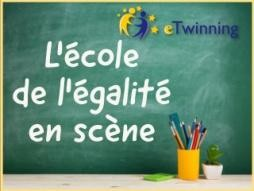 eTwinning
L'école
de l'égalité
en scène